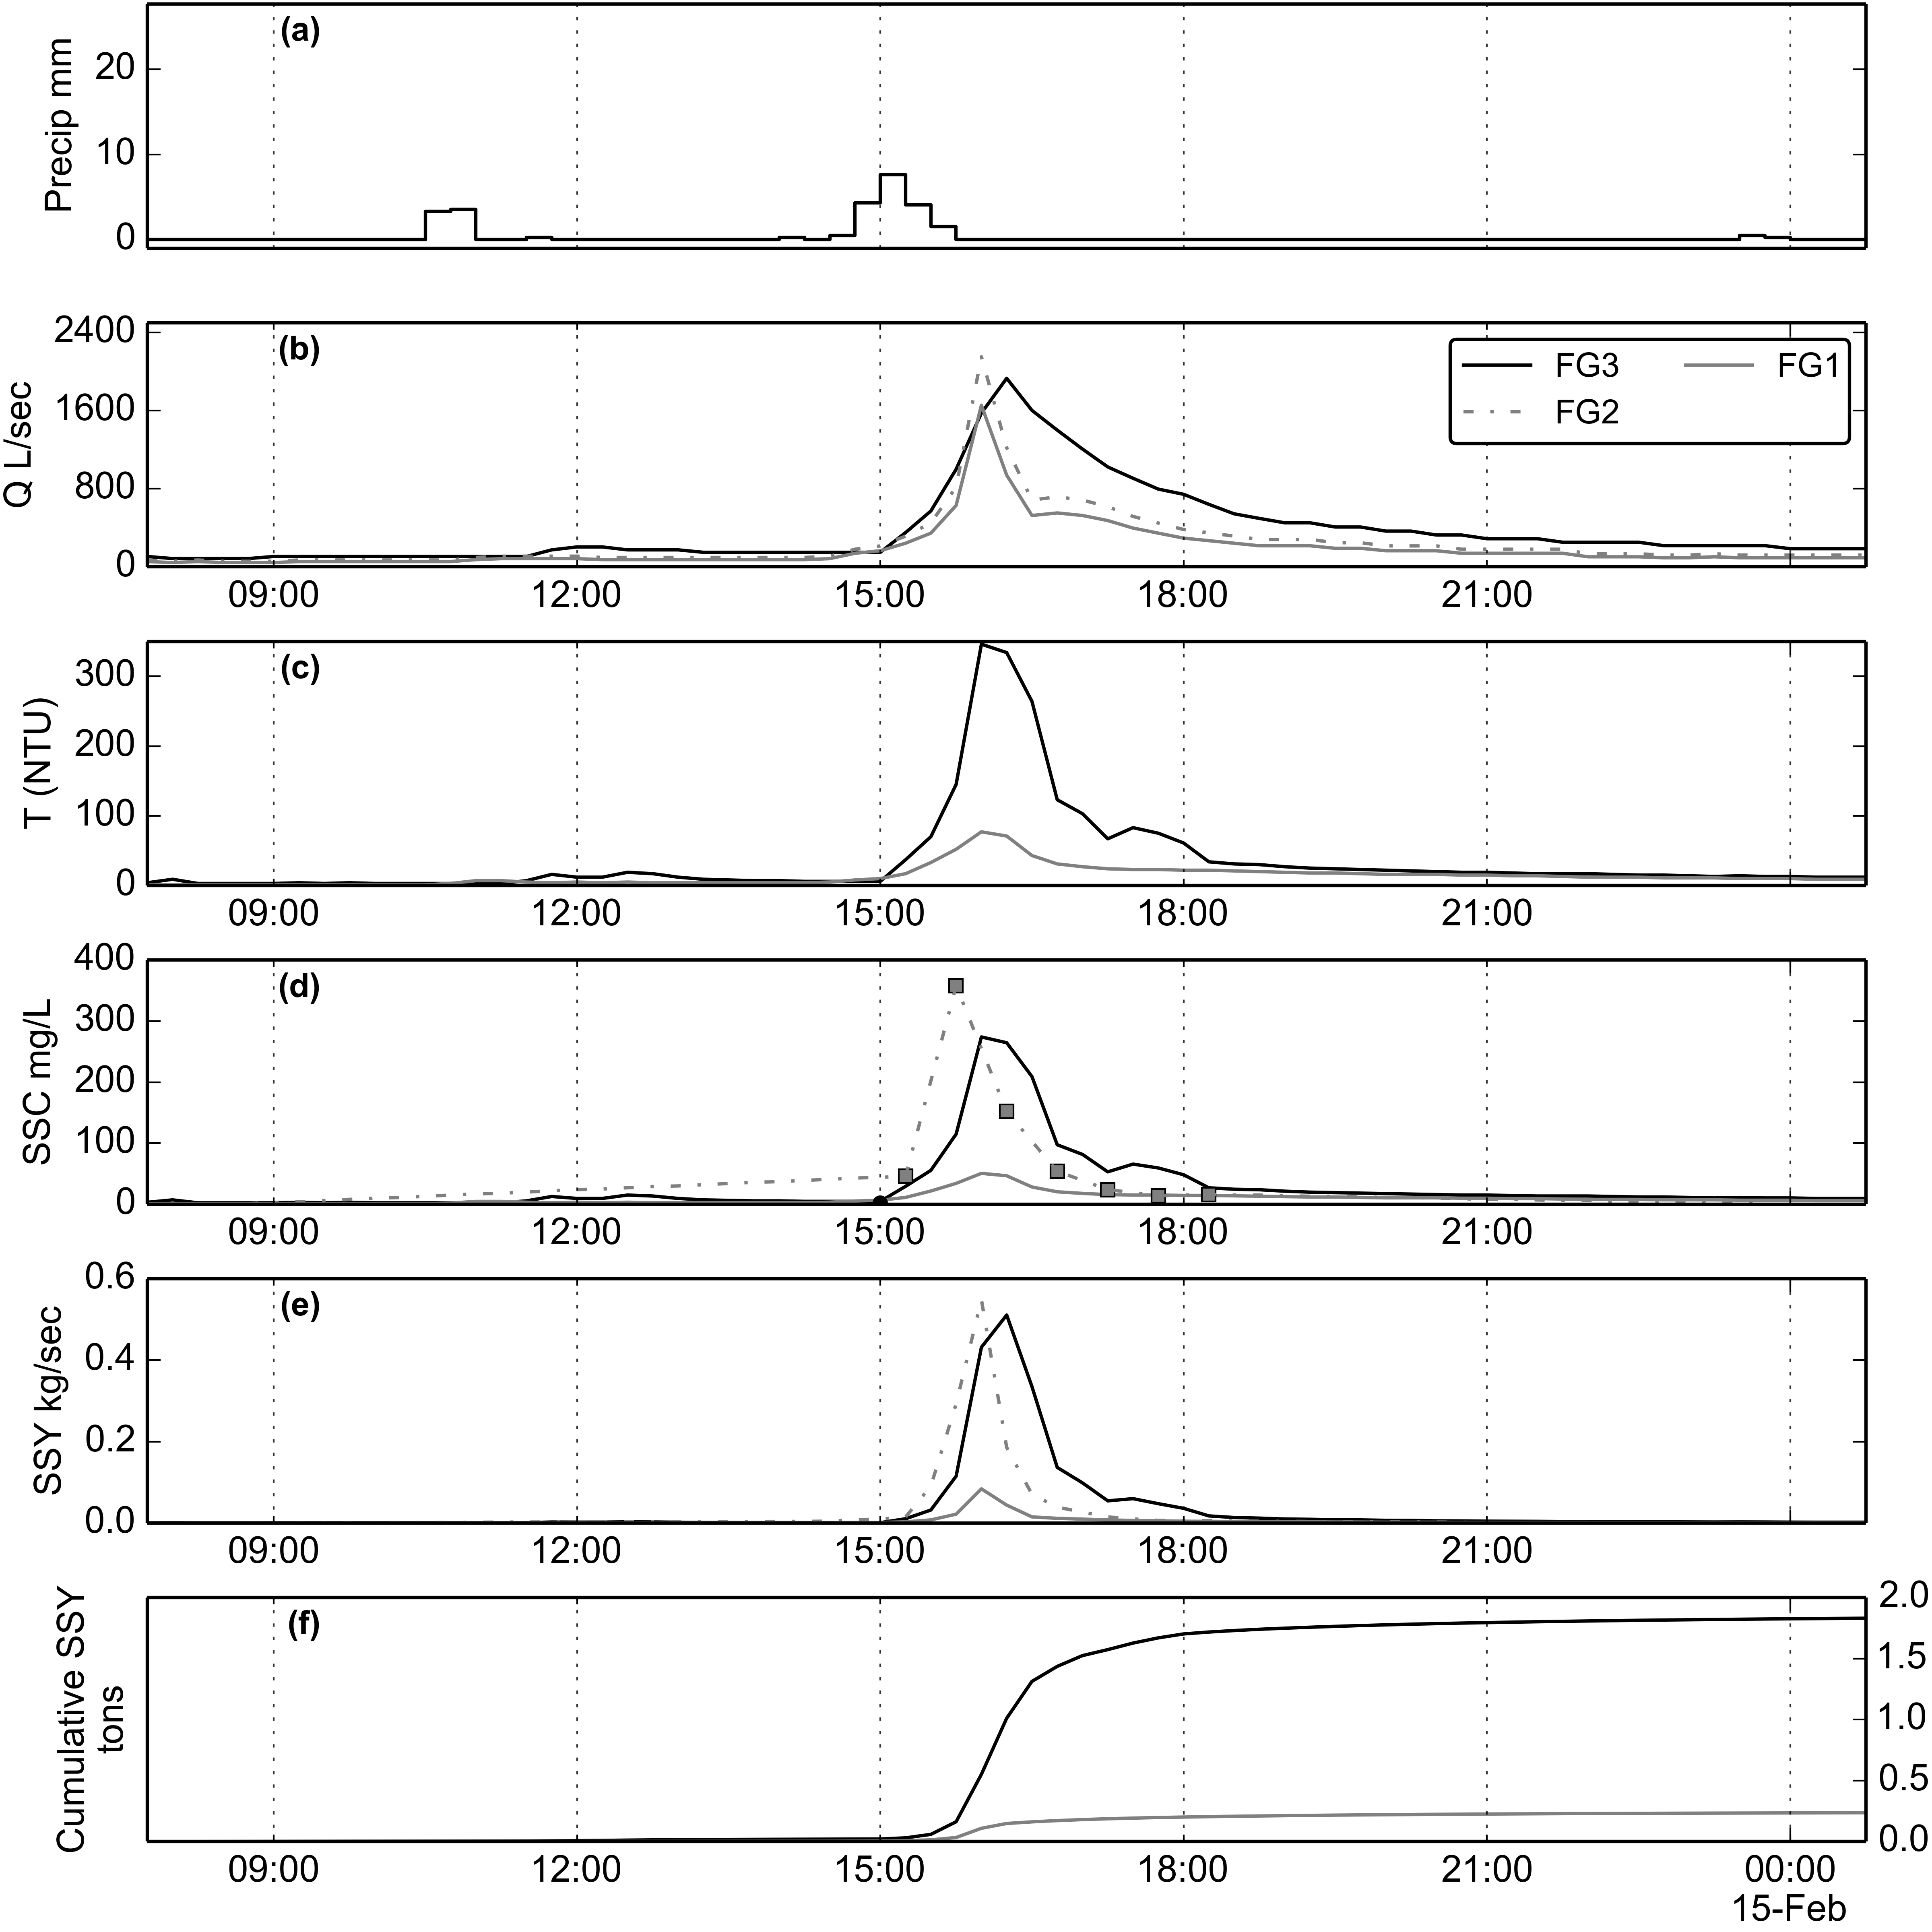 (a)
Precip mm
20
10
0
(b)
Q L/sec
2400
1600
800
0
FG3 FG1
FG2
09:00 12:00 15:00 18:00 21:00
(c)
T (NTU)
300
200
100
0
09:00 12:00 15:00 18:00 21:00
(d)
SSC mg/L
400
300
200
100
0
09:00 12:00 15:00 18:00 21:00
(e)
SSY kg/sec
0.6
0.4
0.2
0.0
09:00 12:00 15:00 18:00 21:00
(f)
Cumulative SSY
tons
2.0
1.5
1.0
0.5
0.0
09:00 12:00 15:00 18:00 21:00 00:00
15-Feb